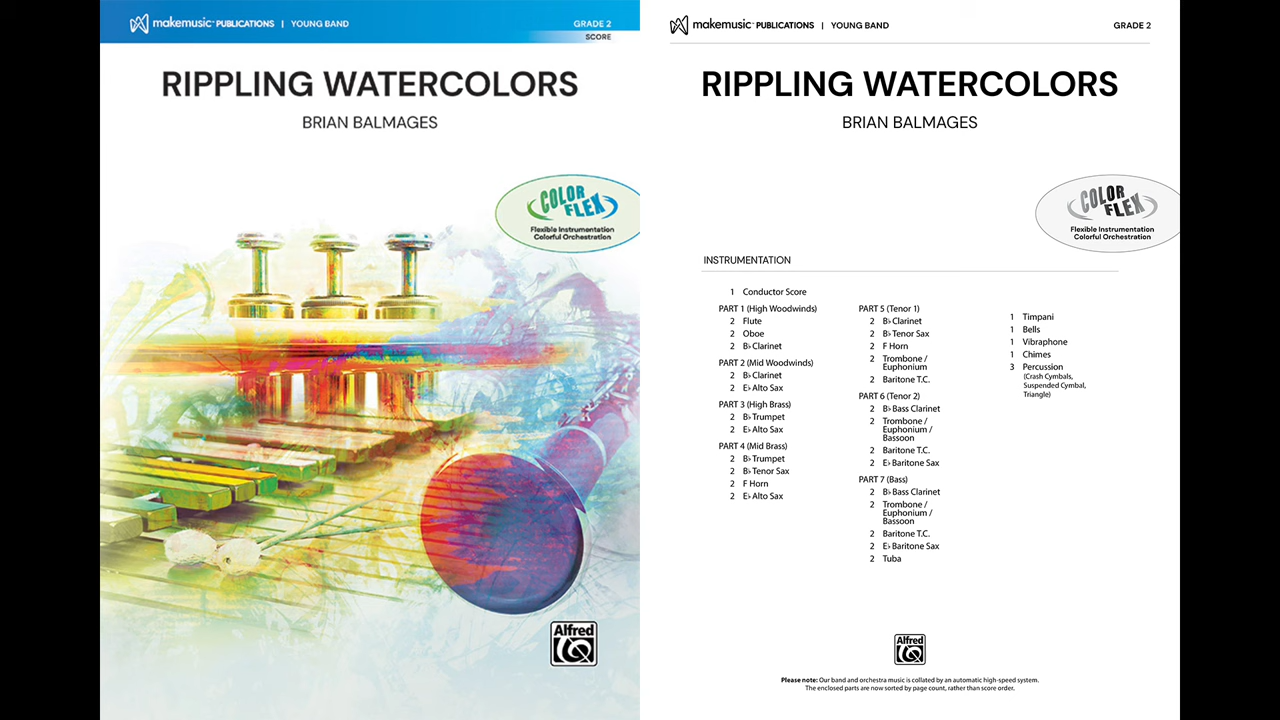 makemusic PUBLICATIONS | YOUNG BAND
GRADE 2
SCORE
RIPPLING WATERCOLORS
BRIAN BALMAGES
COLOR
FLEX
Flexible Instrumentation
Colorful Orchestration
Alfred
makemusic PUBLICATIONS | YOUNG BAND
GRADE 2
RIPPLING WATERCOLORS
BRIAN BALMAGES
COLOR
FLEX
Flexible Instrumentation
Colorful Orchestration
INSTRUMENTATION
1 Conductor Score
PART 1 (High Woodwinds)
2 Flute
2 Oboe
2 B♭ Clarinet
PART 2 (Mid Woodwinds)
2 B♭ Clarinet
2 E♭ Alto Sax
PART 3 (High Brass)
2 B♭ Trumpet
2 E♭ Alto Sax
PART 4 (Mid Brass)
2 B♭ Trumpet
2 B♭ Tenor Sax
2 F Horn
2 E♭ Alto Sax
PART 5 (Tenor 1)
2 B♭ Clarinet
2 B♭ Tenor Sax
2 F Horn
2 Trombone /
Euphonium
2 Baritone T.C.
PART 6 (Tenor 2)
2 B♭ Bass Clarinet
2 Trombone /
Euphonium /
Bassoon
2 Baritone T.C.
2 E♭ Baritone Sax
PART 7 (Bass)
2 B♭ Bass Clarinet
2 Trombone /
Euphonium /
Bassoon
2 Baritone T.C.
2 E♭ Baritone Sax
2 Tuba
1 Timpani
1 Bells
1 Vibraphone
1 Chimes
3 Percussion
(Crash Cymbals,
Suspended Cymbal,
Triangle)
Alfred
Please note: Our band and orchestra music is collated by an automatic high-speed system.
The enclosed parts are now sorted by page count, rather than score order.